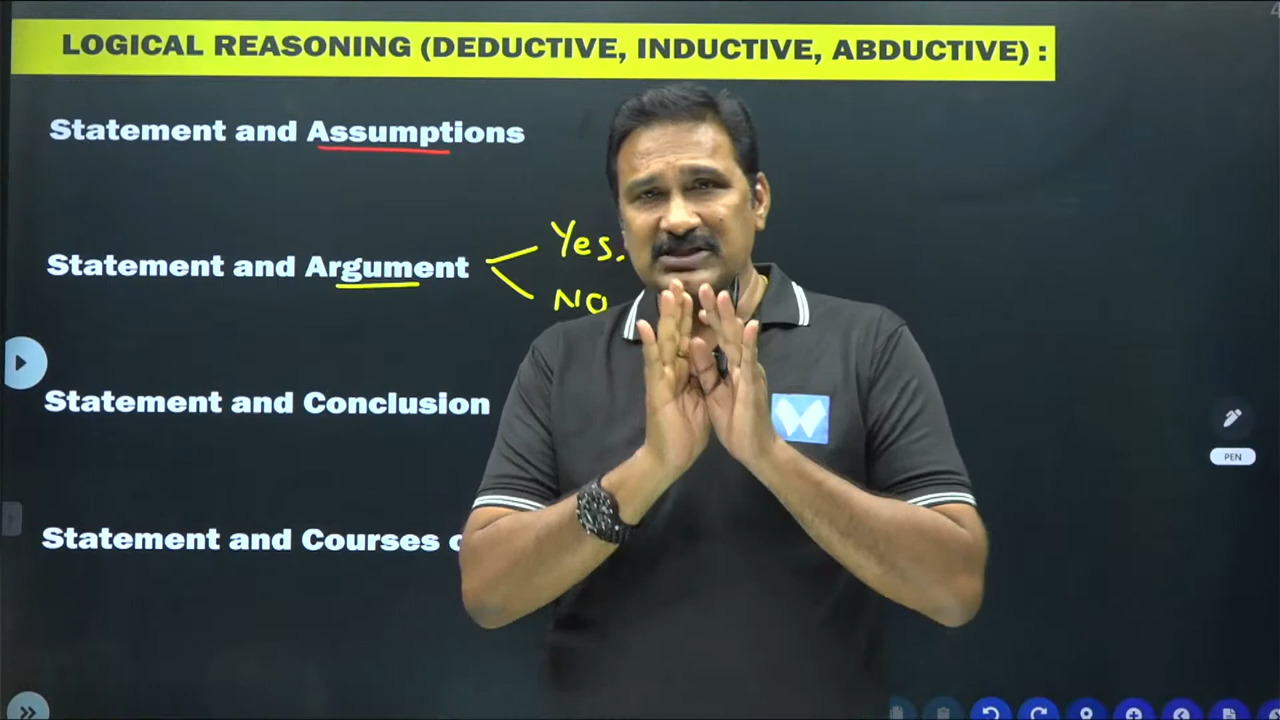 LOGICAL REASONING (DEDUCTIVE, INDUCTIVE, ABDUCTIVE) :
Statement and Assumptions
Statement and Argument
Yes.
NO
Statement and Conclusion
Statement and Courses
PEN